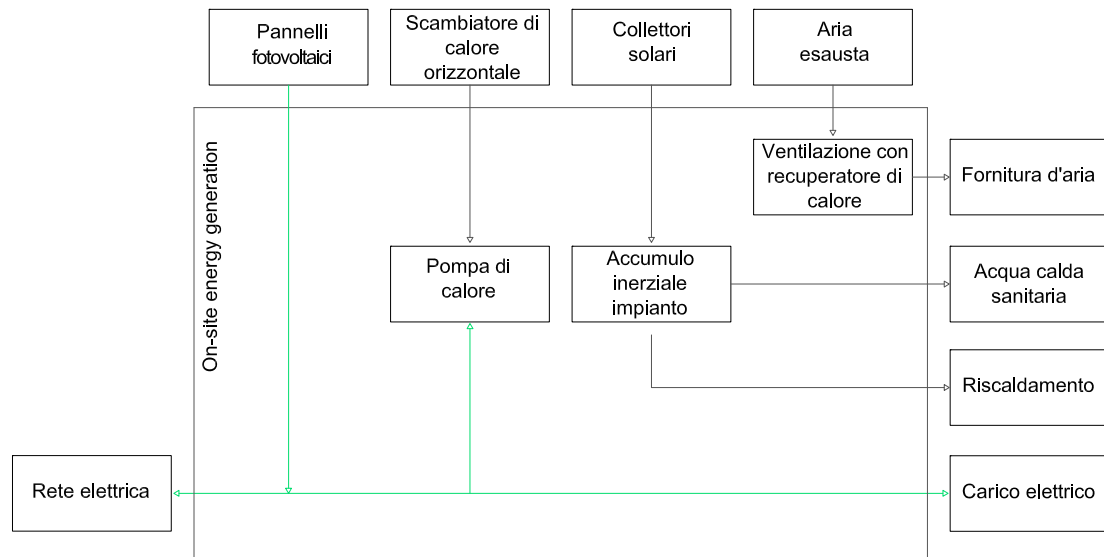 Pannelli
fotovoltaici
Scambiatore di
calore
orizzontale
Collettori
solari
Aria
esausta
On-site energy generation
Ventilazione con
recuperatore di
calore
Fornitura d'aria
Pompa di
calore
Accumulo
inerziale
impianto
Acqua calda
sanitaria
Riscaldamento
Rete elettrica
Carico elettrico